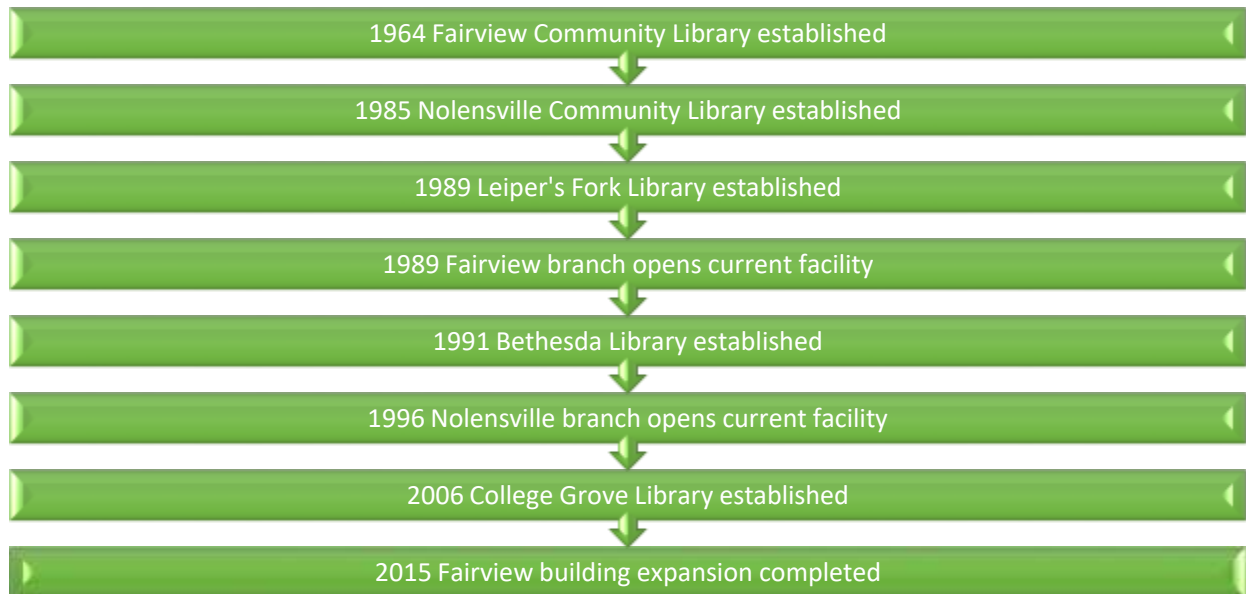 1964 Fairview Community Library established
1985 Nolensville Community Library established
1989 Leiper's Fork Library established
1989 Fairview branch opens current facility
1991 Bethesda Library established
1996 Nolensville branch opens current facility
2006 College Grove Library established
2015 Fairview building expansion completed